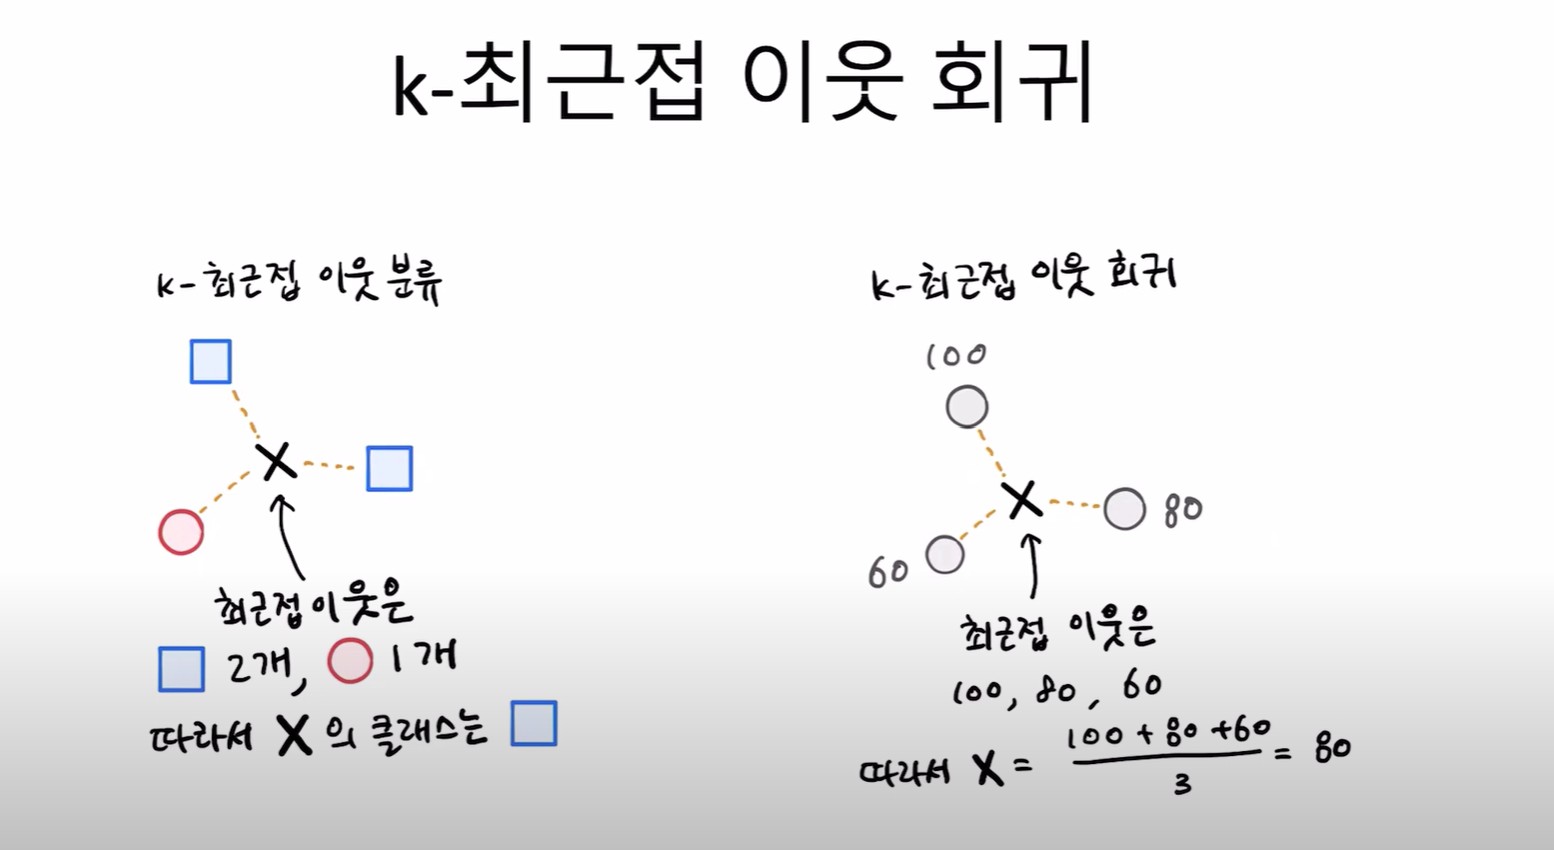 k-최근접 이웃 회귀
k-최근접 이웃 분류
최근접 이웃은
2개, 1개
따라서 X의 클래스는
k-최근접 이웃 회귀
100
80
60
최근접 이웃은
100, 80, 60
따라서 X = (100 + 80 + 60) / 3 = 80